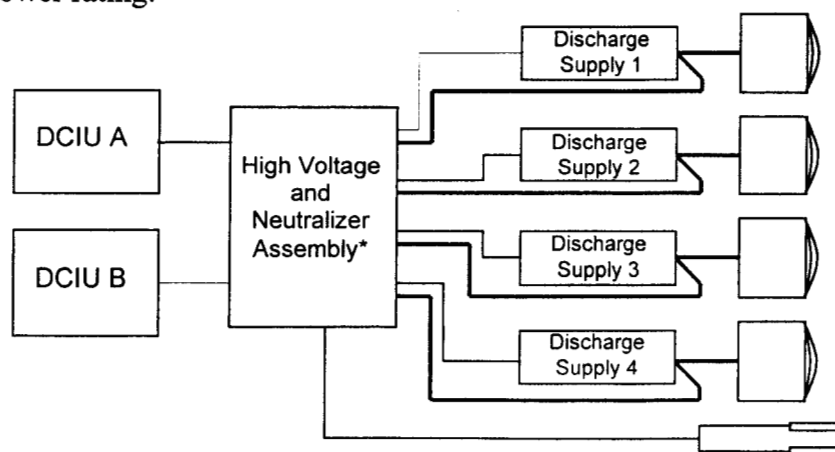 ower rating.
Discharge
Supply 1
DCIU A
High Voltage
and
Neutralizer
Assembly*
Discharge
Supply 2
DCIU B
Discharge
Supply 3
Discharge
Supply 4